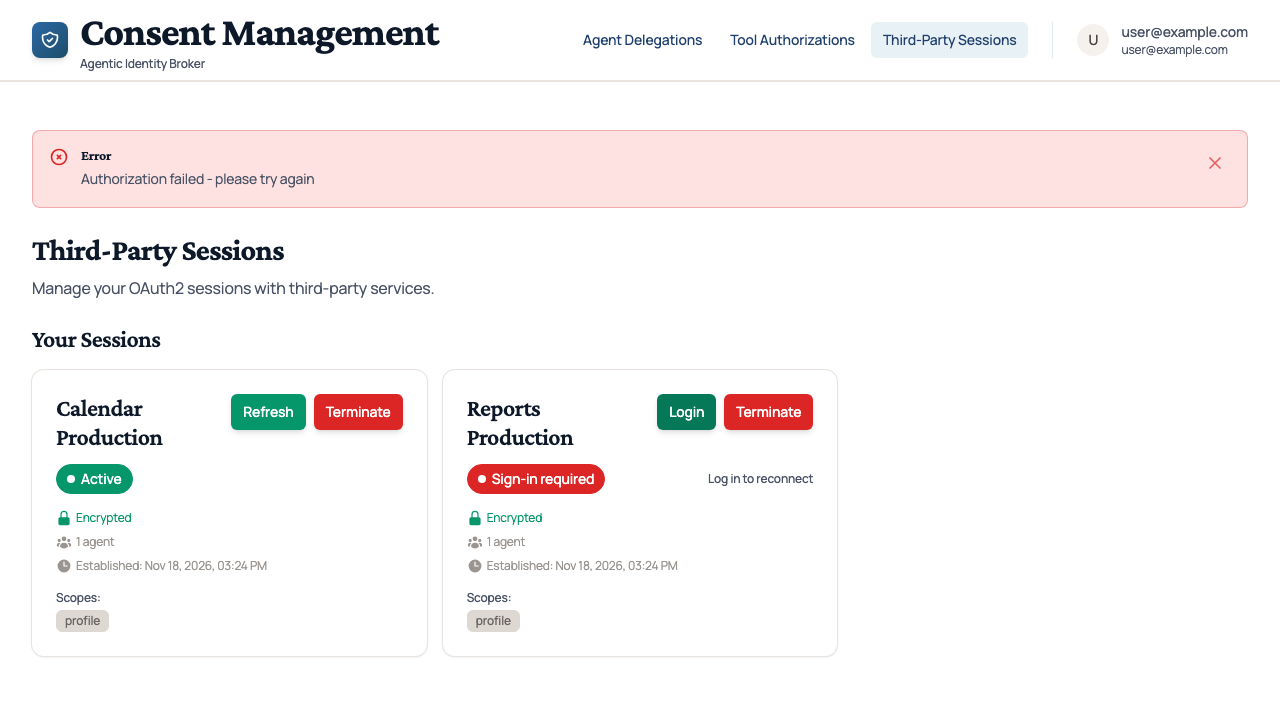 Consent Management
Agentic Identity Broker
Agent Delegations
Tool Authorizations
Third-Party Sessions
U
user@example.com
user@example.com
Error
Authorization failed - please try again
Third-Party Sessions
Manage your OAuth2 sessions with third-party services.
Your Sessions
Calendar
Production
Refresh
Terminate
Active
Encrypted
1 agent
Established: Nov 18, 2026, 03:24 PM
Scopes:
profile
Reports
Production
Login
Terminate
Sign-in required
Log in to reconnect
Encrypted
1 agent
Established: Nov 18, 2026, 03:24 PM
Scopes:
profile